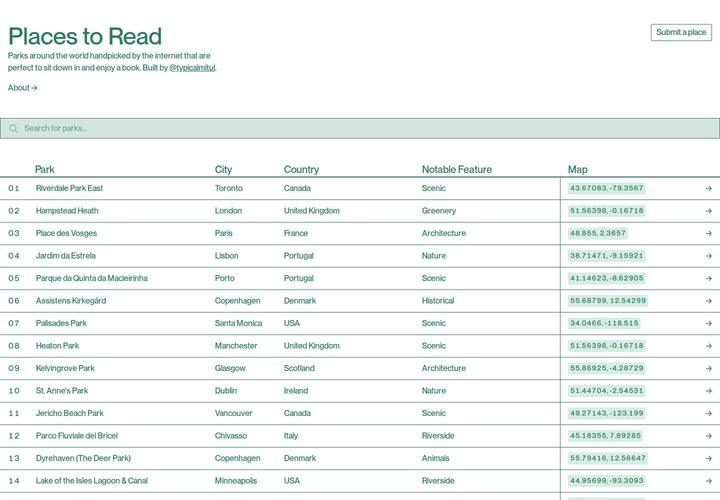 Places to Read
Submit a place
Parks around the world handpicked by the internet that are
perfect to sit down in and enjoy a book. Built by @typicalmitul.
About →
Search for parks...
Park City Country Notable Feature Map
01 Riverdale Park East Toronto Canada Scenic 43.67083,-79.3567 →
02 Hampstead Heath London United Kingdom Greenery 51.56398,-0.16718 →
03 Place des Vosges Paris France Architecture 48.855, 2.3657 →
04 Jardim da Estrela Lisbon Portugal Nature 38.71471,-9.15921 →
05 Parque da Quinta da Macieirinha Porto Portugal Scenic 41.14623,-8.62905 →
06 Assistens Kirkegård Copenhagen Denmark Historical 55.68799, 12.54299 →
07 Palisades Park Santa Monica USA Scenic 34.0466,-118.515 →
08 Heaton Park Manchester United Kingdom Scenic 51.56398,-0.16718 →
09 Kelvingrove Park Glasgow Scotland Architecture 55.86925,-4.28729 →
10 St. Anne's Park Dublin Ireland Nature 51.44704,-2.54531 →
11 Jericho Beach Park Vancouver Canada Scenic 49.27143,-123.199 →
12 Parco Fluviale del Bricel Chivasso Italy Riverside 45.18355, 7.89285 →
13 Dyrehaven (The Deer Park) Copenhagen Denmark Animals 55.79416, 12.56647 →
14 Lake of the Isles Lagoon & Canal Minneapolis USA Riverside 44.95699,-93.3093 →